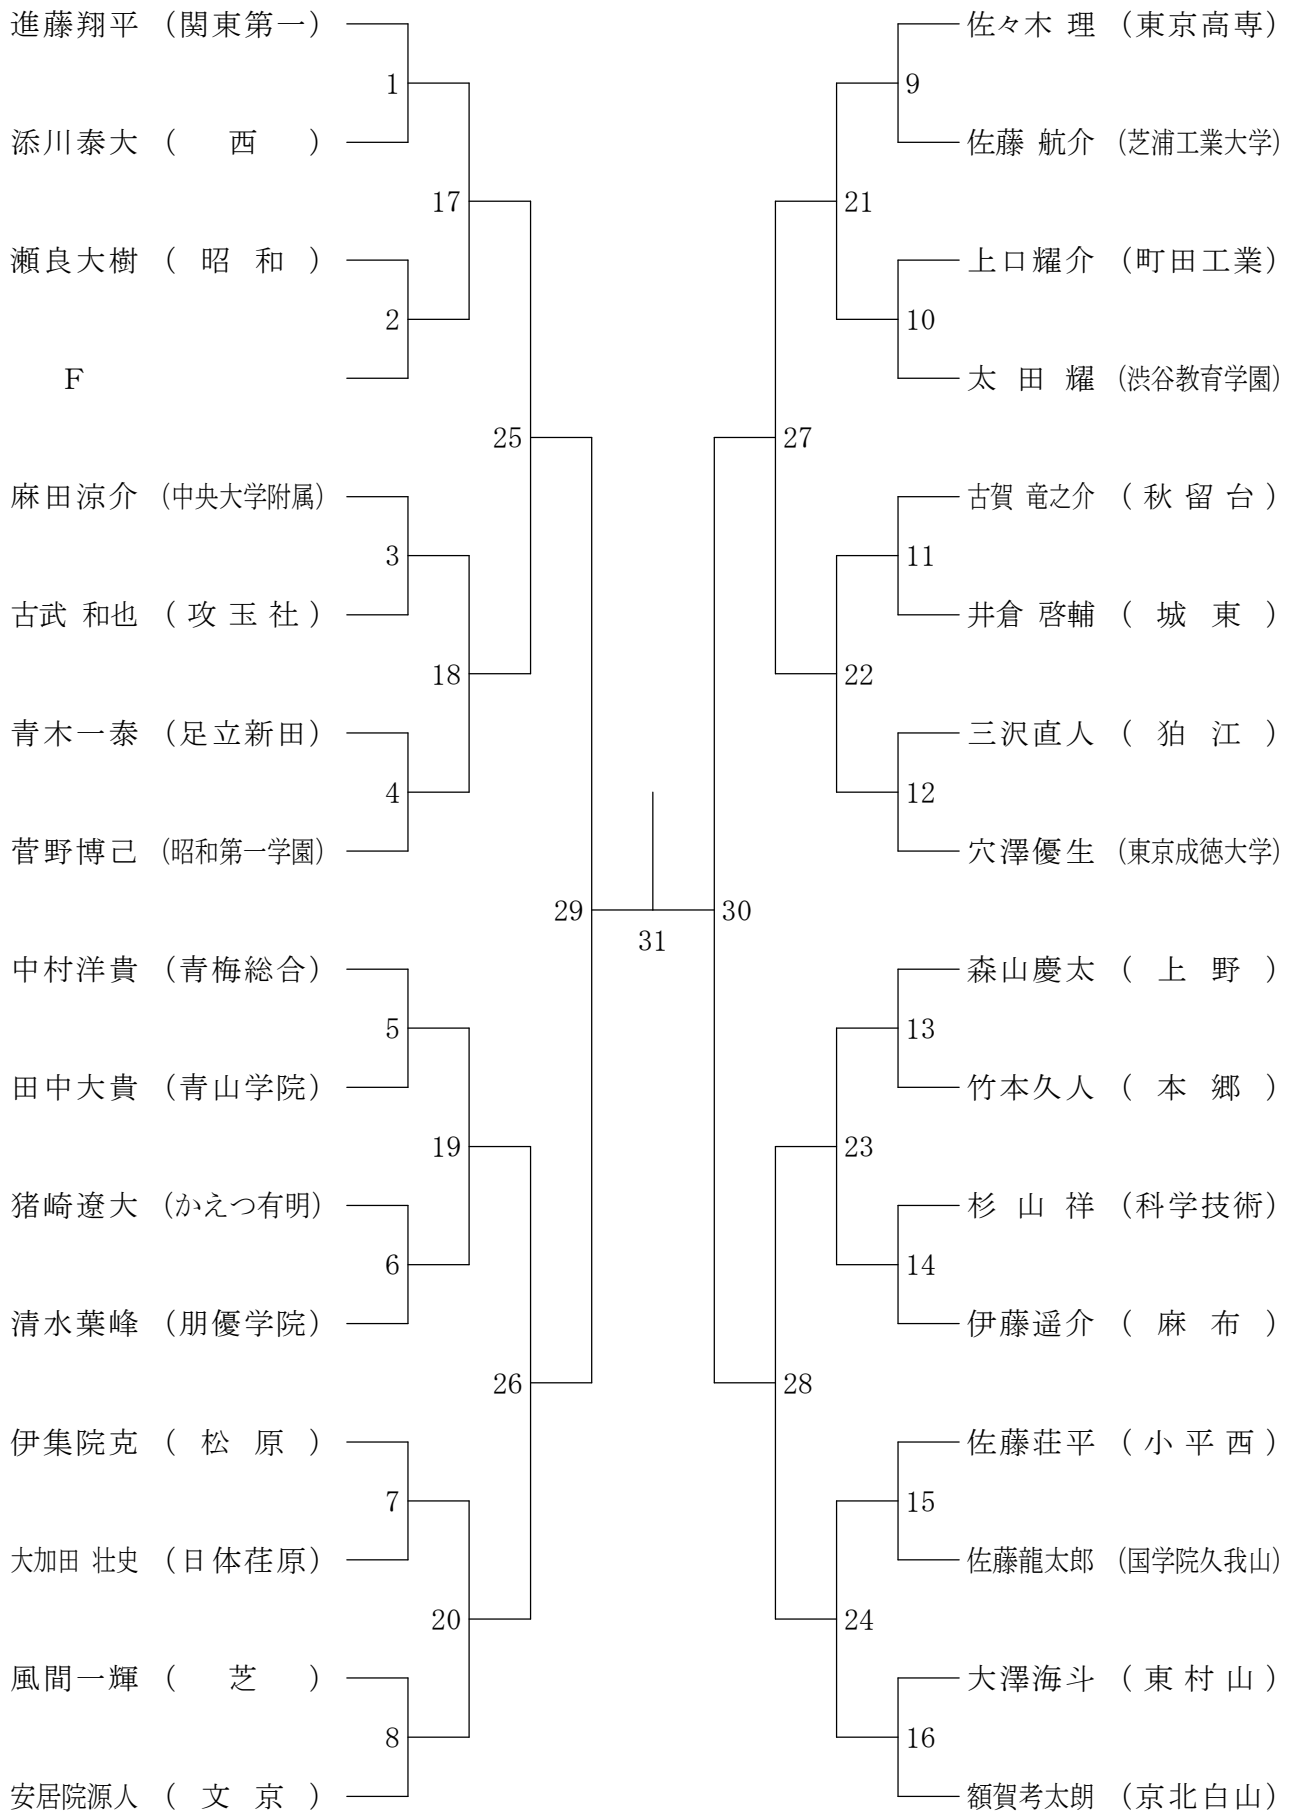 進藤翔平 （関東第一）
1
添川泰大 （ 西 ）
17
瀬良大樹 （ 昭 和 ）
2
F
25
麻田涼介 （中央大学附属）
3
古武 和也 （ 攻 玉 社 ）
18
青木一泰 （足立新田）
4
菅野博己 （昭和第一学園）
29
中村洋貴 （青梅総合）
5
田中大貴 （青山学院）
19
猪崎遼大 （かえつ有明）
6
清水葉峰 （朋優学院）
26
伊集院克 （ 松 原 ）
7
大加田 壮史 （日体荏原）
20
風間一輝 （ 芝 ）
8
安居院源人 （ 文 京 ）
31
佐々木 理 （東京高専）
9
佐藤 航介 （芝浦工業大学）
21
上口耀介 （町田工業）
10
太 田 耀 （渋谷教育学園）
27
古賀 竜之介 （ 秋 留 台 ）
11
井倉 啓輔 （ 城 東 ）
22
三沢直人 （ 狛 江 ）
12
穴澤優生 （東京成徳大学）
30
森山慶太 （ 上 野 ）
13
竹本久人 （ 本 郷 ）
23
杉 山 祥 （科学技術）
14
伊藤遥介 （ 麻 布 ）
28
佐藤荘平 （ 小 平 西 ）
15
佐藤龍太郎 （国学院久我山）
24
大澤海斗 （ 東 村 山 ）
16
額賀考太朗 （京北白山）